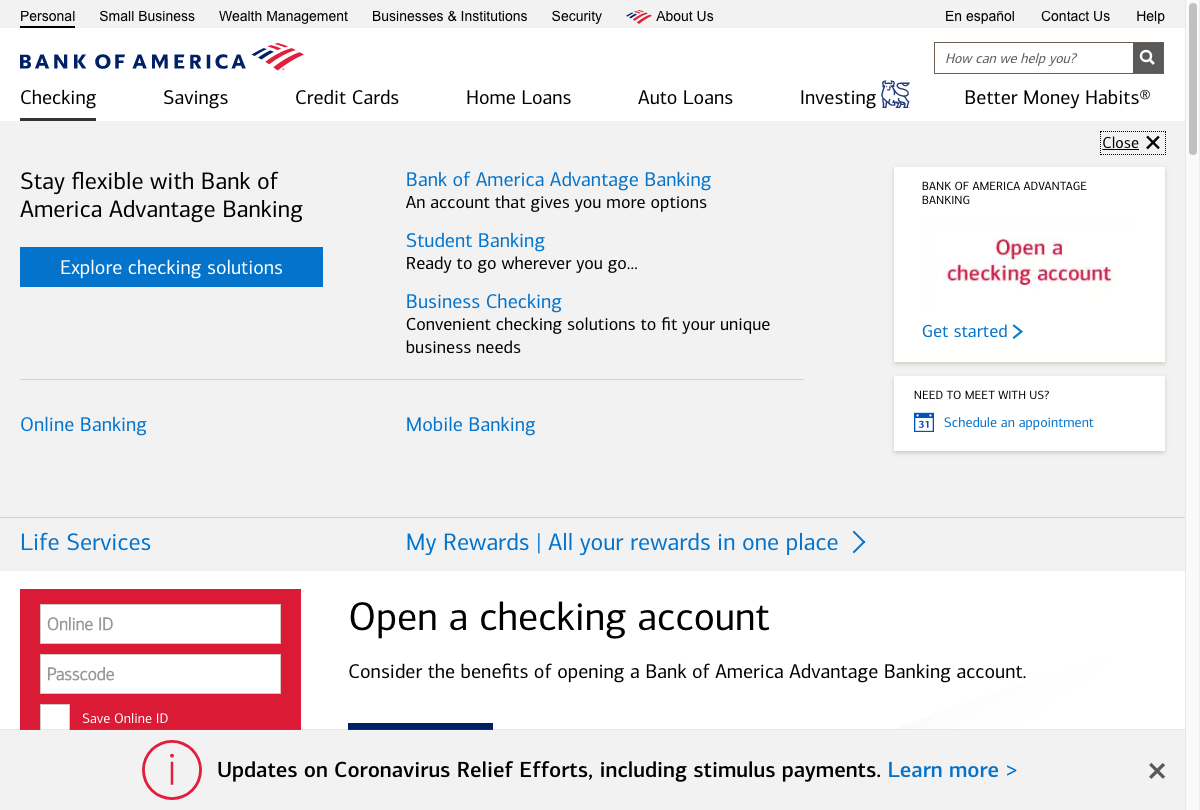 Personal Small Business Wealth Management Businesses & Institutions Security About Us En español Contact Us Help
BANK OF AMERICA
How can we help you?
Checking Savings Credit Cards Home Loans Auto Loans Investing Better Money Habits®
Close
Stay flexible with Bank of
America Advantage Banking
Explore checking solutions
Bank of America Advantage Banking
An account that gives you more options
Student Banking
Ready to go wherever you go...
Business Checking
Convenient checking solutions to fit your unique
business needs
BANK OF AMERICA ADVANTAGE
BANKING
Open a
checking account
Get started
NEED TO MEET WITH US?
31 Schedule an appointment
Online Banking Mobile Banking
Life Services My Rewards | All your rewards in one place
Online ID
Passcode
Save Online ID
Open a checking account
Consider the benefits of opening a Bank of America Advantage Banking account.
Updates on Coronavirus Relief Efforts, including stimulus payments. Learn more >